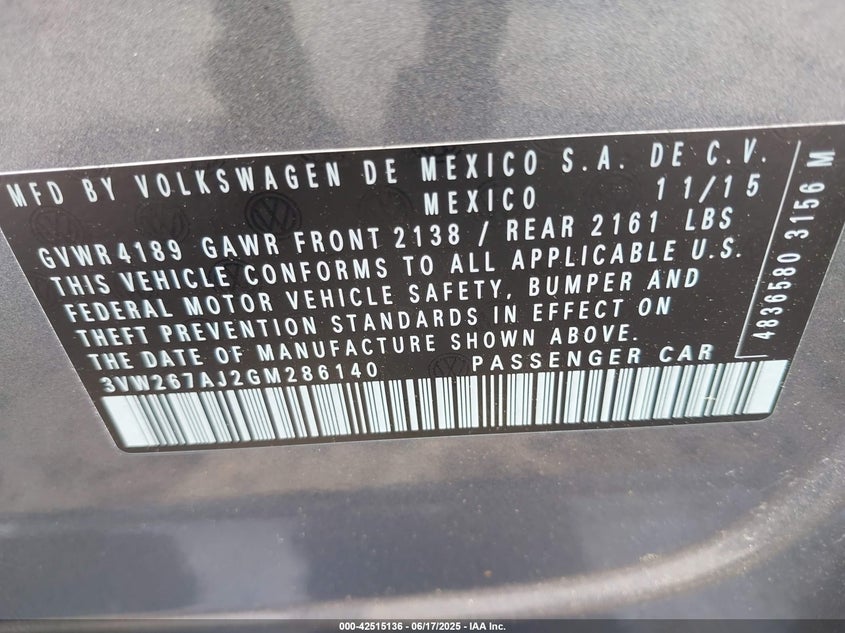 MFD BY VOLKSWAGEN DE MEXICO S.A. DE C.V.
MEXICO 11/15
GVWR4189 GAWR FRONT 2138 / REAR 2161 LBS
THIS VEHICLE CONFORMS TO ALL APPLICABLE U.S.
FEDERAL MOTOR VEHICLE SAFETY, BUMPER AND
THEFT PREVENTION STANDARDS IN EFFECT ON
THE DATE OF MANUFACTURE SHOWN ABOVE.
3VW267AJ2GM286140 PASSENGER CAR
4836580 3156 M
000-42515136 - 06/17/2025 - IAA Inc.